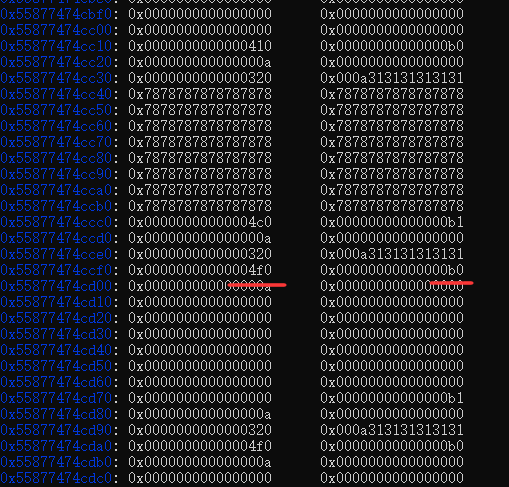 0x55877474cbf0: 0x0000000000000000 0x0000000000000000
0x55877474cc00: 0x0000000000000000 0x0000000000000000
0x55877474cc10: 0x0000000000000410 0x00000000000000b0
0x55877474cc20: 0x000000000000000a 0x0000000000000000
0x55877474cc30: 0x0000000000000320 0x000a313131313131
0x55877474cc40: 0x7878787878787878 0x7878787878787878
0x55877474cc50: 0x7878787878787878 0x7878787878787878
0x55877474cc60: 0x7878787878787878 0x7878787878787878
0x55877474cc70: 0x7878787878787878 0x7878787878787878
0x55877474cc80: 0x7878787878787878 0x7878787878787878
0x55877474cc90: 0x7878787878787878 0x7878787878787878
0x55877474cca0: 0x7878787878787878 0x7878787878787878
0x55877474ccb0: 0x7878787878787878 0x7878787878787878
0x55877474ccc0: 0x00000000000004c0 0x00000000000000b1
0x55877474ccd0: 0x000000000000000a 0x0000000000000000
0x55877474cce0: 0x0000000000000320 0x000a313131313131
0x55877474ccf0: 0x00000000000004f0 0x00000000000000b0
0x55877474cd00: 0x000000000000000a 0x0000000000000000
0x55877474cd10: 0x0000000000000000 0x0000000000000000
0x55877474cd20: 0x0000000000000000 0x0000000000000000
0x55877474cd30: 0x0000000000000000 0x0000000000000000
0x55877474cd40: 0x0000000000000000 0x0000000000000000
0x55877474cd50: 0x0000000000000000 0x0000000000000000
0x55877474cd60: 0x0000000000000000 0x0000000000000000
0x55877474cd70: 0x0000000000000000 0x00000000000000b1
0x55877474cd80: 0x000000000000000a 0x0000000000000000
0x55877474cd90: 0x0000000000000320 0x000a313131313131
0x55877474cda0: 0x00000000000004f0 0x00000000000000b0
0x55877474cdb0: 0x000000000000000a 0x0000000000000000
0x55877474cdc0: 0x0000000000000000 0x0000000000000000